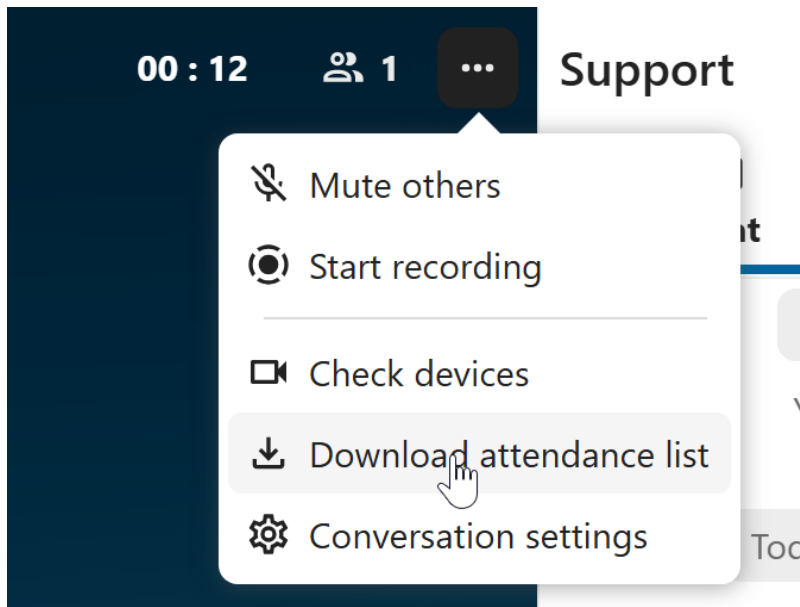 00 : 12
1
Support
Mute others
Start recording
Check devices
Download attendance list
Conversation settings